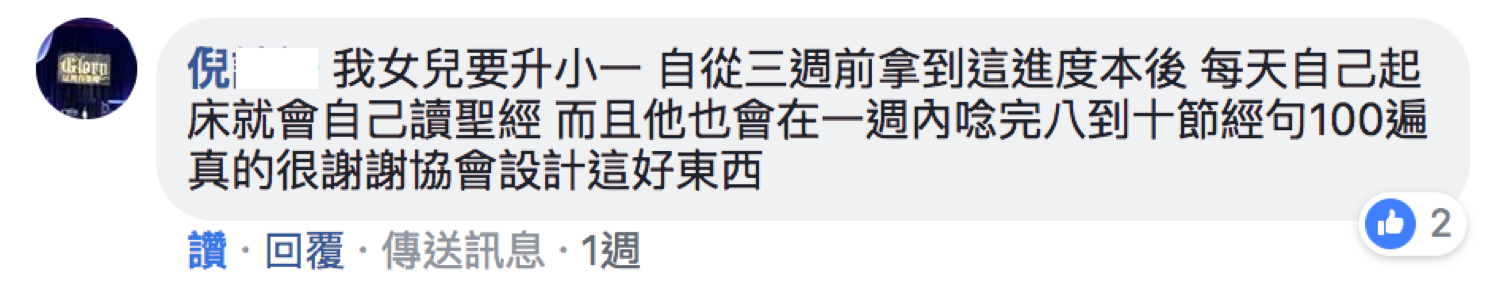 Glory
倪 我女兒要升小一 自從三週前拿到這進度本後 每天自己起
床就會自己讀聖經 而且他也會在一週內唸完八到十節經句100遍
真的很謝謝協會設計這好東西
2
讚 · 回覆 · 傳送訊息 · 1週